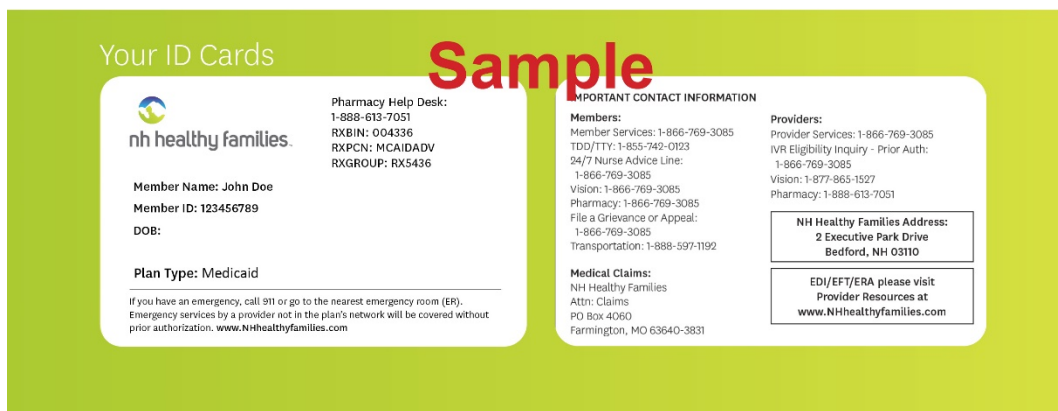 Your ID Cards
Sample
nh healthy families™
Pharmacy Help Desk:
1-888-613-7051
RXBIN: 004336
RXPCN: MCAIDADV
RXGROUP: RX5436
Member Name: John Doe
Member ID: 123456789
DOB:
Plan Type: Medicaid
If you have an emergency, call 911 or go to the nearest emergency room (ER).
Emergency services by a provider not in the plan's network will be covered without
prior authorization. www.NHhealthyfamilies.com
IMPORTANT CONTACT INFORMATION
Members:
Member Services: 1-866-769-3085
TDD/TTY: 1-855-742-0123
24/7 Nurse Advice Line:
1-866-769-3085
Vision: 1-866-769-3085
Pharmacy: 1-866-769-3085
File a Grievance or Appeal:
1-866-769-3085
Transportation: 1-888-597-1192
Medical Claims:
NH Healthy Families
Attn: Claims
PO Box 4060
Farmington, MO 63640-3831
Providers:
Provider Services: 1-866-769-3085
IVR Eligibility Inquiry - Prior Auth:
1-866-769-3085
Vision: 1-877-865-1527
Pharmacy: 1-888-613-7051
NH Healthy Families Address:
2 Executive Park Drive
Bedford, NH 03110
EDI/EFT/ERA please visit
Provider Resources at
www.NHhealthyfamilies.com